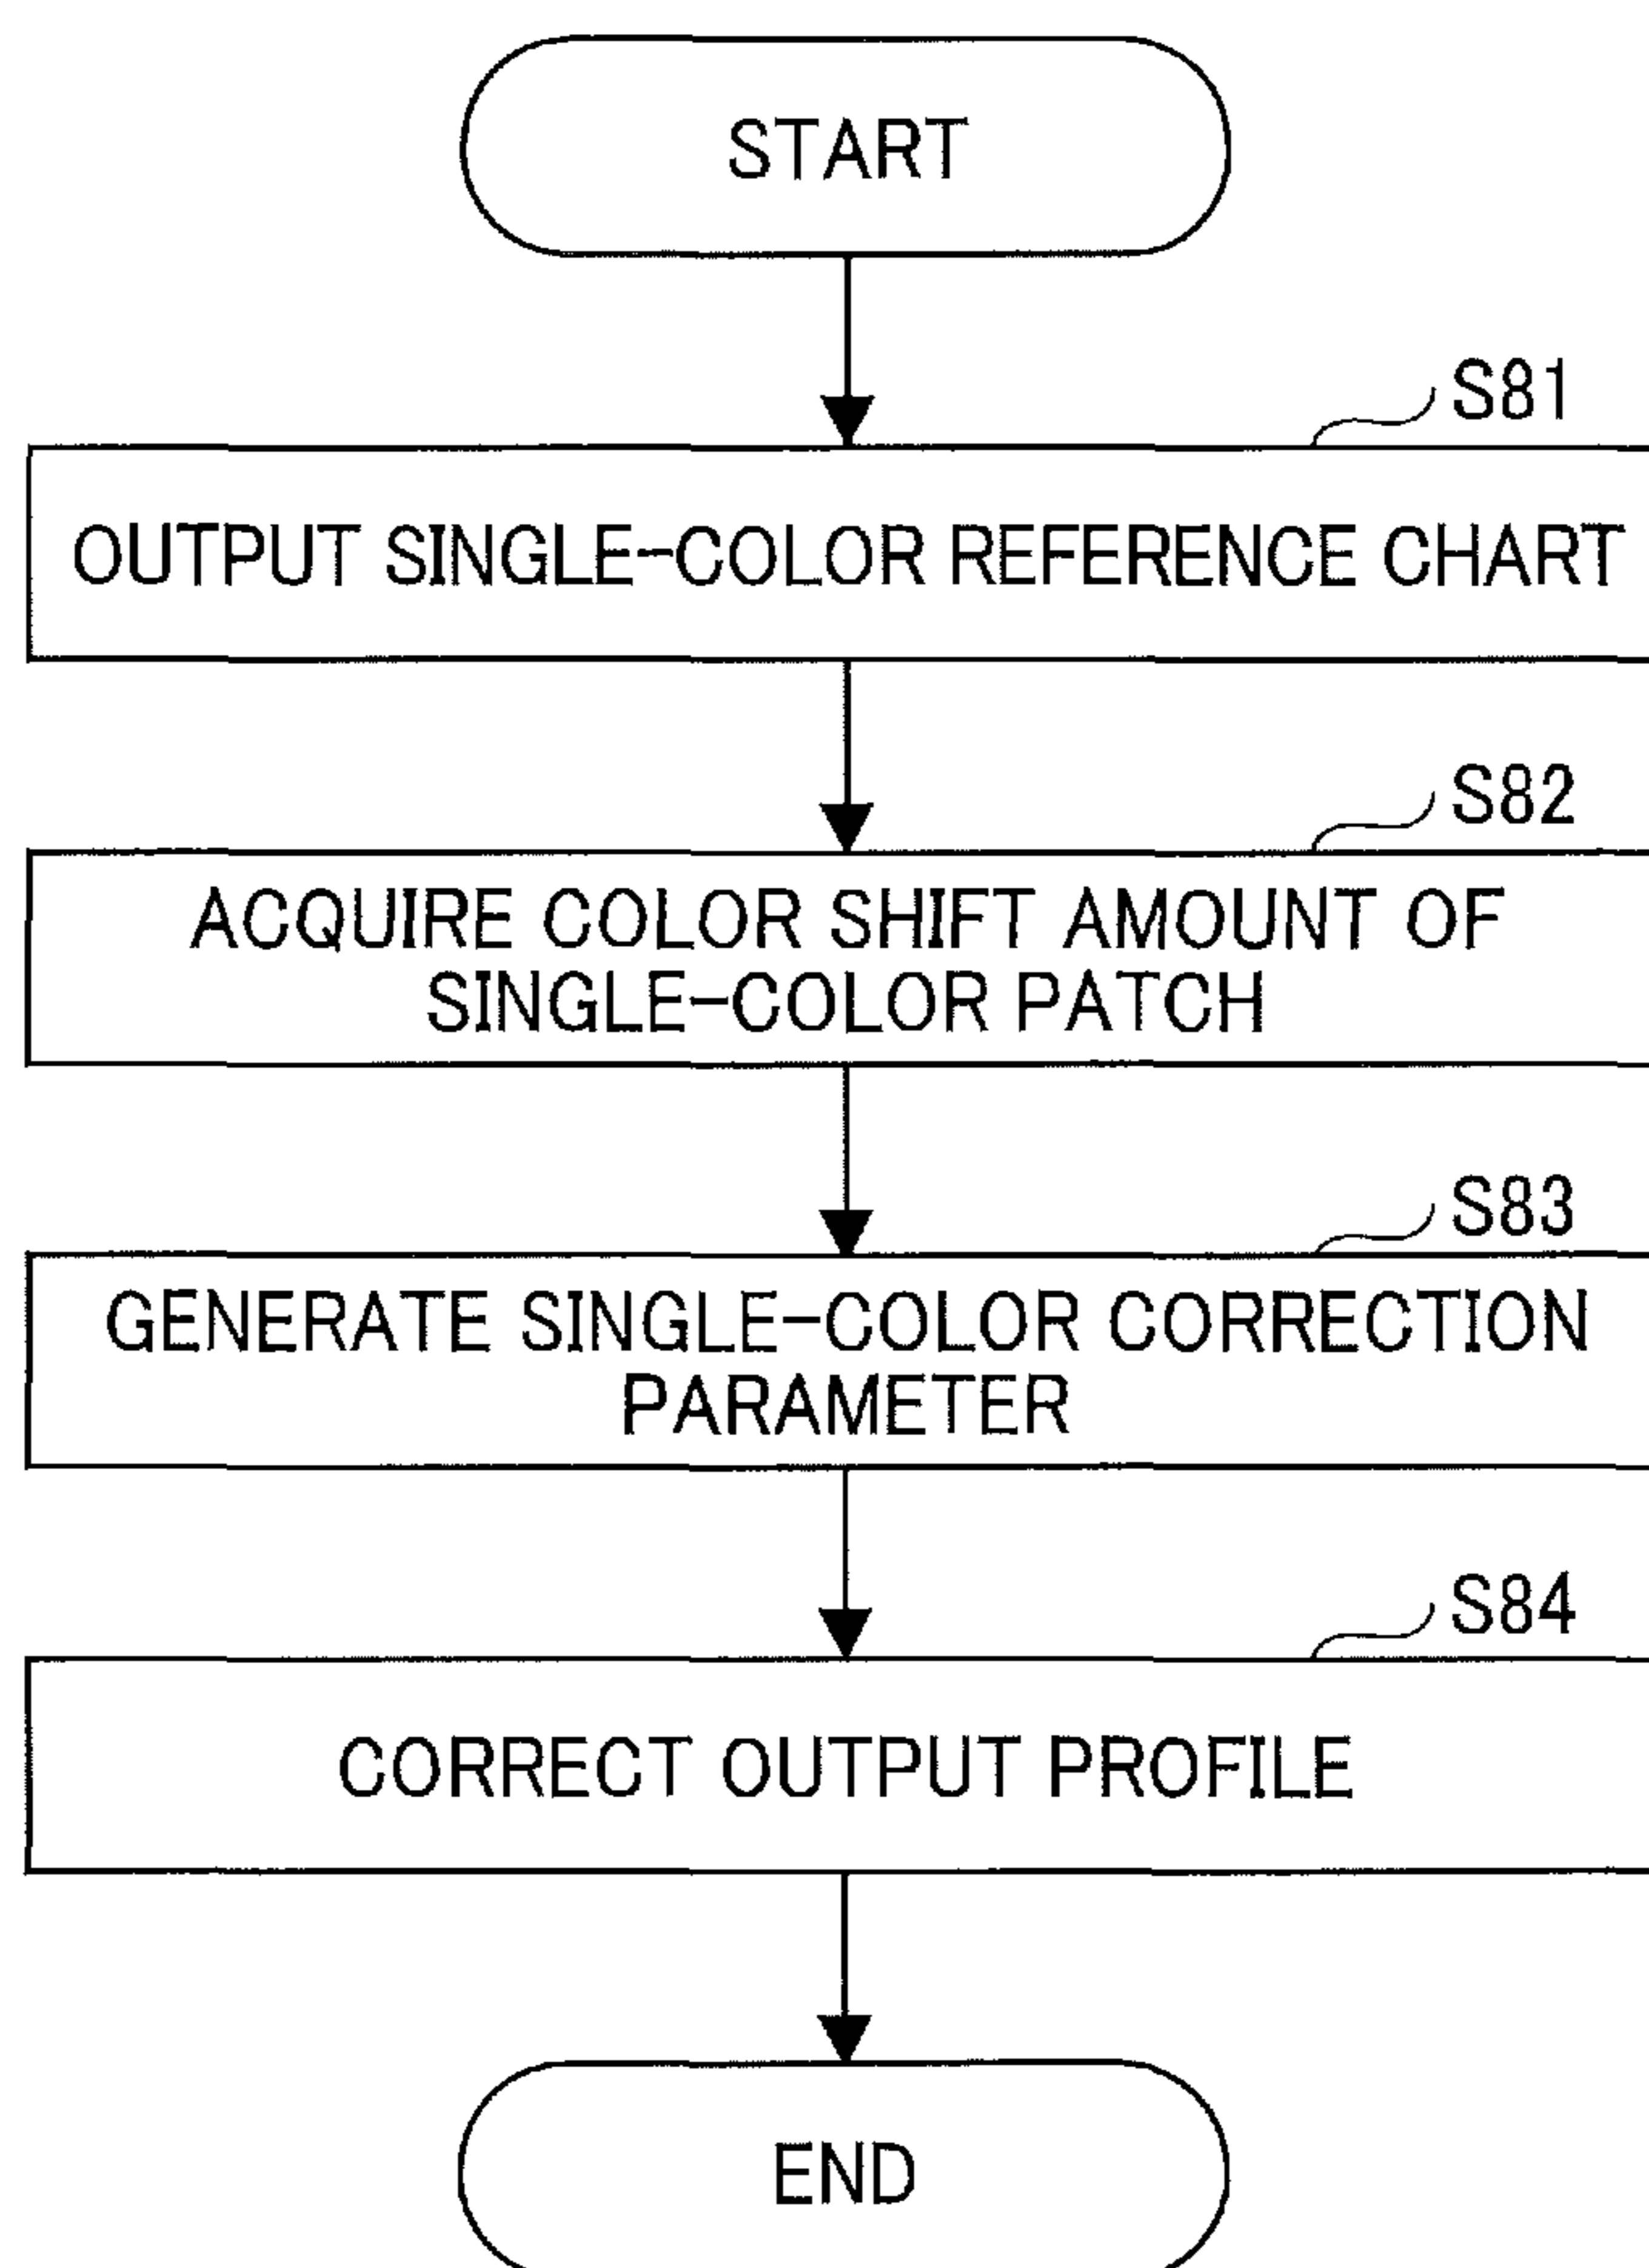 START
S81
OUTPUT SINGLE-COLOR REFERENCE CHART
S82
ACQUIRE COLOR SHIFT AMOUNT OF
SINGLE-COLOR PATCH
S83
GENERATE SINGLE-COLOR CORRECTION
PARAMETER
S84
CORRECT OUTPUT PROFILE
END